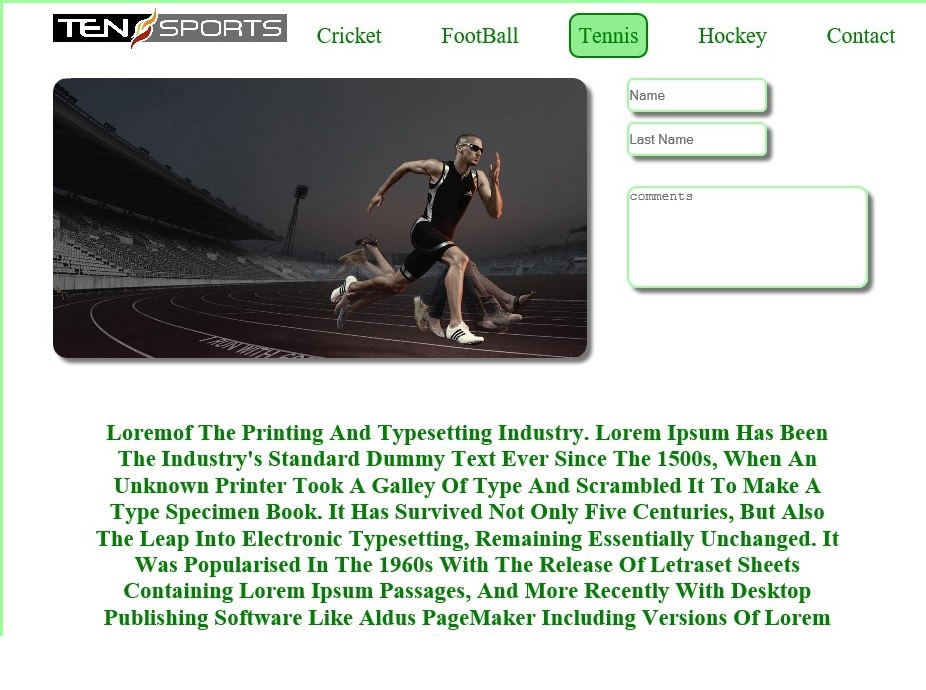 TEN SPORTS
Cricket
FootBall
Tennis
Hockey
Contact
Name
Last Name
comments
Loremof The Printing And Typesetting Industry. Lorem Ipsum Has Been
The Industry's Standard Dummy Text Ever Since The 1500s, When An
Unknown Printer Took A Galley Of Type And Scrambled It To Make A
Type Specimen Book. It Has Survived Not Only Five Centuries, But Also
The Leap Into Electronic Typesetting, Remaining Essentially Unchanged. It
Was Popularised In The 1960s With The Release Of Letraset Sheets
Containing Lorem Ipsum Passages, And More Recently With Desktop
Publishing Software Like Aldus PageMaker Including Versions Of Lorem